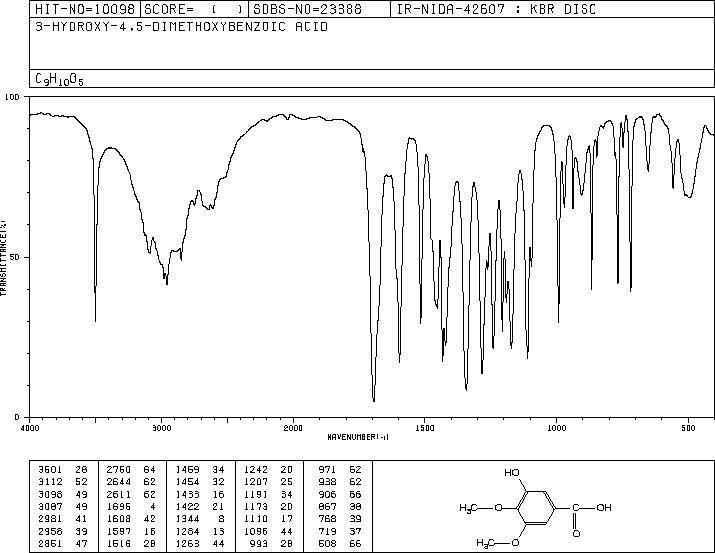 HIT-NO=10098 SCORE= ( ) SDBS-NO=23388 IR-NIDA-42607 : KBR DISC
3-HYDROXY-4,5-DIMETHOXYBENZOIC ACID
C9H10O5
100
50
0
TRANSMITTANCE(%)
4000 3000 2000 1500 1000 500
WAVENUMBER(-1)
3501 28 2750 64 1459 34 1242 20 971 62
3112 52 2644 62 1454 32 1207 25 938 62
3098 49 2611 62 1433 16 1191 34 906 66
3087 49 1695 4 1422 21 1173 20 867 38
2981 41 1608 42 1344 8 1110 17 768 39
2958 39 1597 16 1284 13 1096 44 719 37
2851 47 1516 28 1263 44 993 28 508 66
HO
H3C—O
C—OH
O
H3C—O